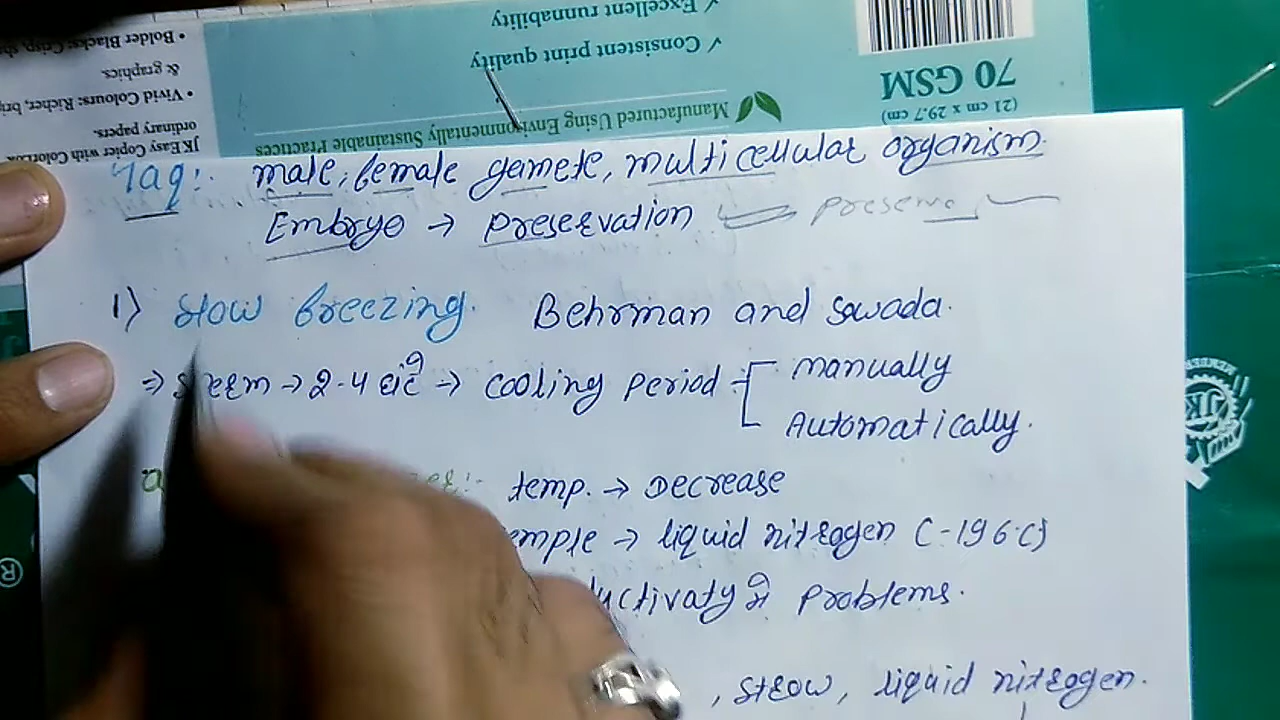 ✓ Excellent runnability
✓ Consistent print quality
Manufactured Using Environmentally Sustainable Practices
70 GSM
(21 cm x 29.7 cm)
• Bolder Blacks: Crisp,
& graphics.
• Vivid Colours: Richer,
ordinary papers.
JK Easy Copier with
Tag:. male, female gamete, multicellular organism
Embryo → Preservation
1) Slow freezing. Behrman and Sawada.
→ 2-4 → cooling Period manually
Automatically.
temp. → Decrease
→ liquid nitrogen (-196°C)
में Problems.
, strow, liquid nitrogen.
JK
®